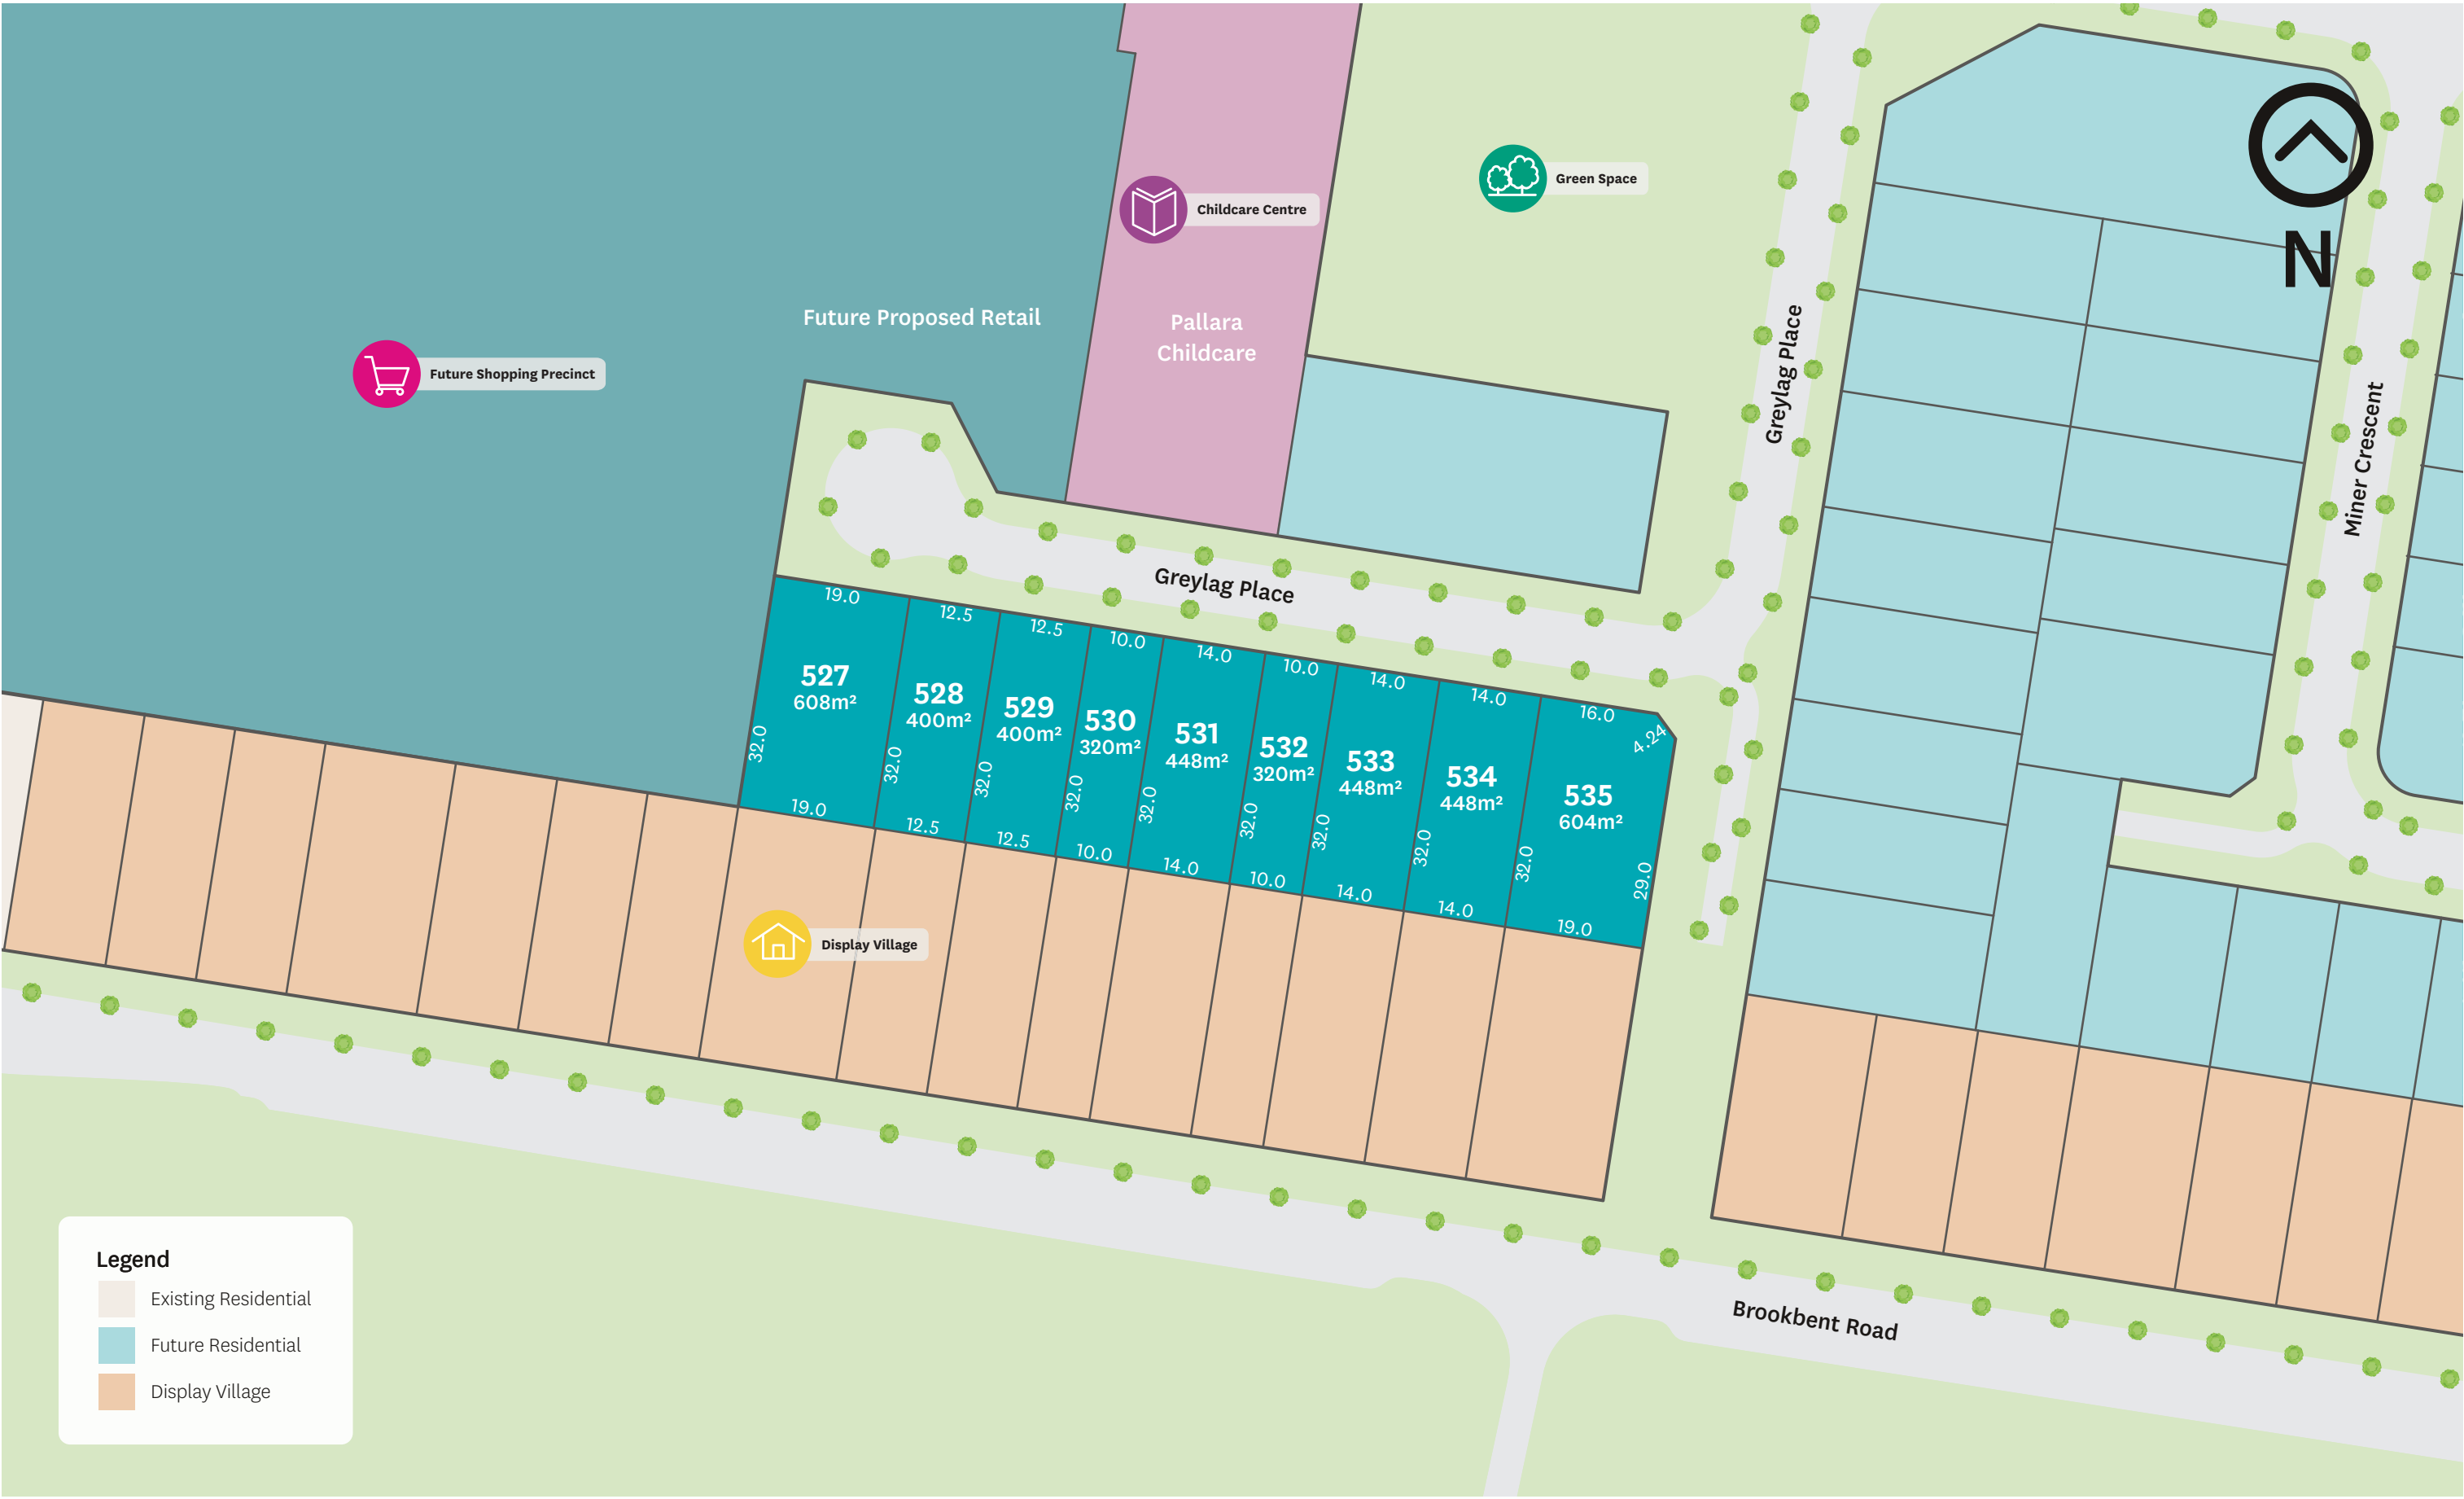 Green Space
Childcare Centre
N
Future Proposed Retail
Pallara
Childcare
Future Shopping Precinct
Greylag Place
Miner Crescent
Greylag Place
19.0
12.5
12.5
10.0
14.0
10.0
14.0
14.0
16.0
4.24
527
608m²
528
400m²
529
400m²
530
320m²
531
448m²
532
320m²
533
448m²
534
448m²
535
604m²
32.0
32.0
32.0
32.0
32.0
32.0
32.0
32.0
32.0
29.0
19.0
12.5
12.5
10.0
14.0
10.0
14.0
14.0
19.0
Display Village
Brookbent Road
Legend
Existing Residential
Future Residential
Display Village